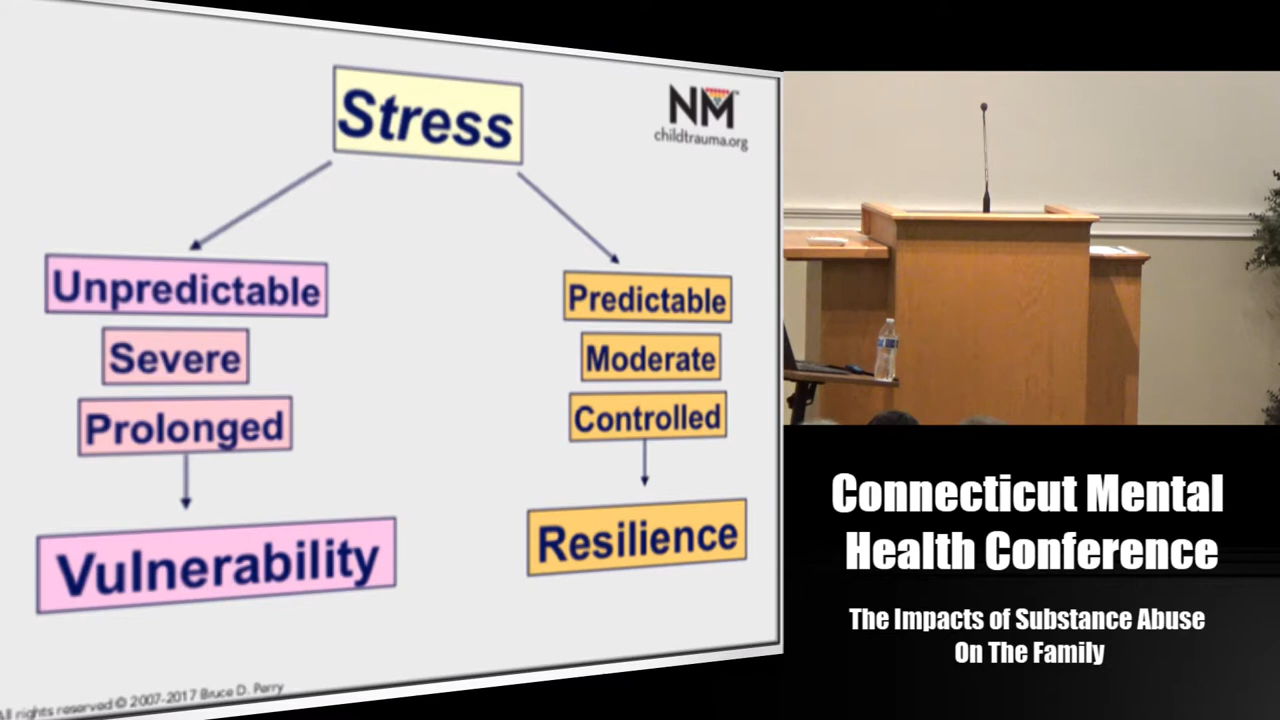 Stress
NM
childtrauma.org
Unpredictable
Severe
Prolonged
Vulnerability
Predictable
Moderate
Controlled
Resilience
All rights reserved © 2007-2017 Bruce D. Perry
Connecticut Mental
Health Conference
The Impacts of Substance Abuse
On The Family